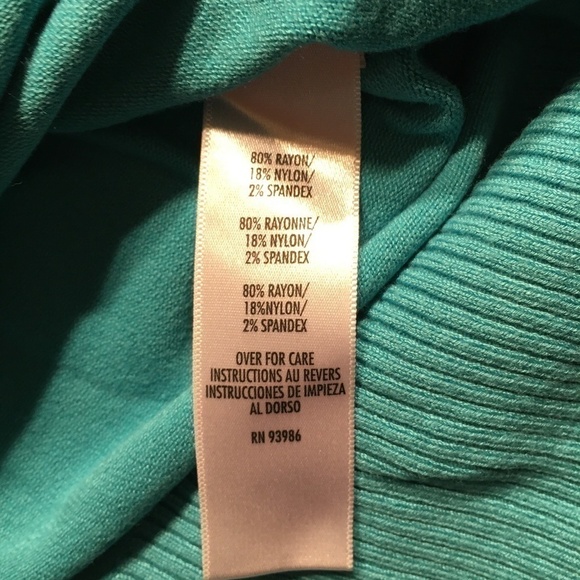 80% RAYON/
18% NYLON/
2% SPANDEX
80% RAYONNE/
18% NYLON/
2% SPANDEX
80% RAYON/
18%NYLON/
2% SPANDEX
OVER FOR CARE
INSTRUCTIONS AU REVERS
INSTRUCCIONES DE IMPIEZA
AL DORSO
RN 93986